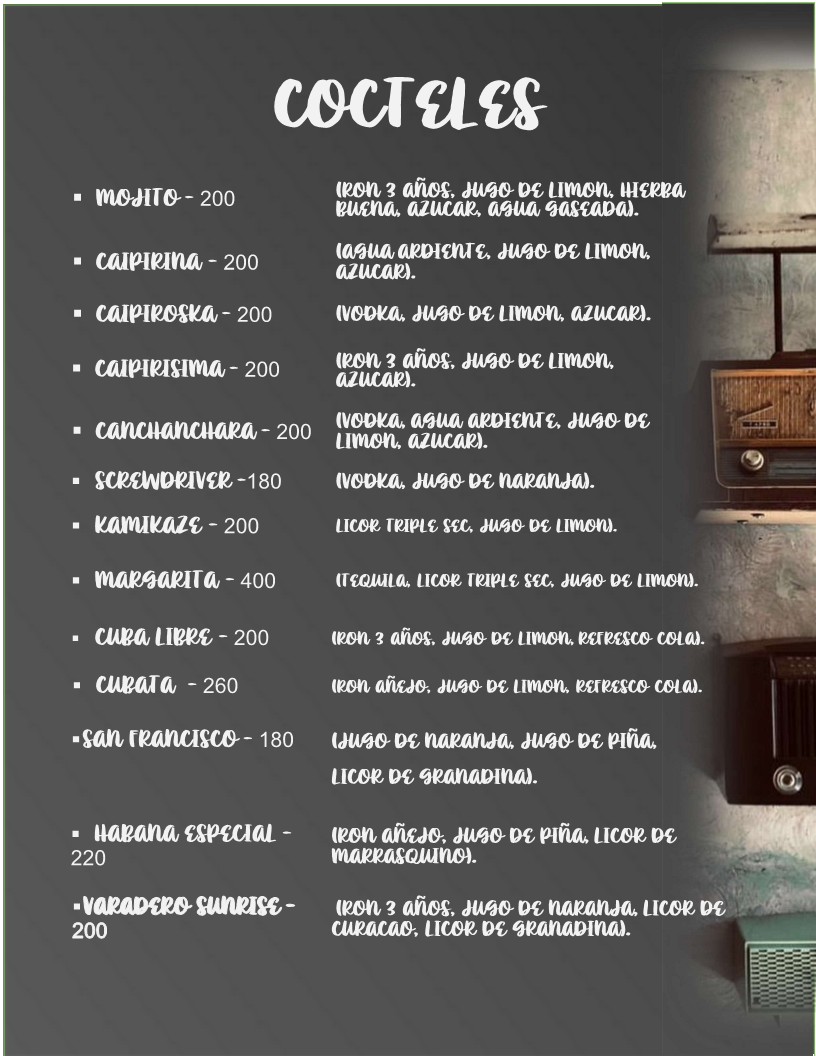 COCTELES
▪ MOJITO - 200
(RON 3 AÑOS, JUGO DE LIMON, HIERBA
BUENA, AZUCAR, AGUA GASEADA).
▪ CAIPIRINA - 200
(AGUA ARDIENTE, JUGO DE LIMON,
AZUCAR).
▪ CAIPIROSKA - 200
(VODKA, JUGO DE LIMON, AZUCAR).
▪ CAIPIRISIMA - 200
(RON 3 AÑOS, JUGO DE LIMON,
AZUCAR).
▪ CANCHANCHARA - 200
(VODKA, AGUA ARDIENTE, JUGO DE
LIMON, AZUCAR).
▪ SCREWDRIVER -180
(VODKA, JUGO DE NARANJA).
▪ KAMIKAZE - 200
LICOR TRIPLE SEC, JUGO DE LIMON).
▪ MARGARITA - 400
(TEQUILA, LICOR TRIPLE SEC, JUGO DE LIMON).
▪ CUBA LIBRE - 200
(RON 3 AÑOS, JUGO DE LIMON, REFRESCO COLA).
▪ CUBATA - 260
(RON AÑEJO, JUGO DE LIMON, REFRESCO COLA).
▪SAN FRANCISCO - 180
(JUGO DE NARANJA, JUGO DE PIÑA,
LICOR DE GRANADINA).
▪ HABANA ESPECIAL -
220
(RON AÑEJO, JUGO DE PIÑA, LICOR DE
MARRASQUINO).
▪VARADERO SUNRISE -
200
(RON 3 AÑOS, JUGO DE NARANJA, LICOR DE
CURACAO, LICOR DE GRANADINA).